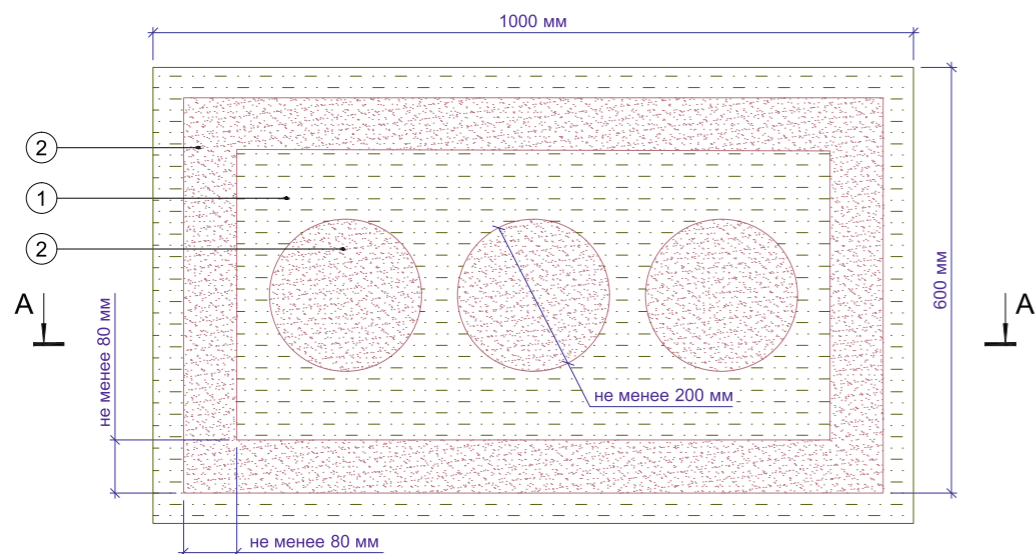 1000 мм
2
1
2
А
А
600 мм
не менее 80 мм
не менее 200 мм
не менее 80 мм